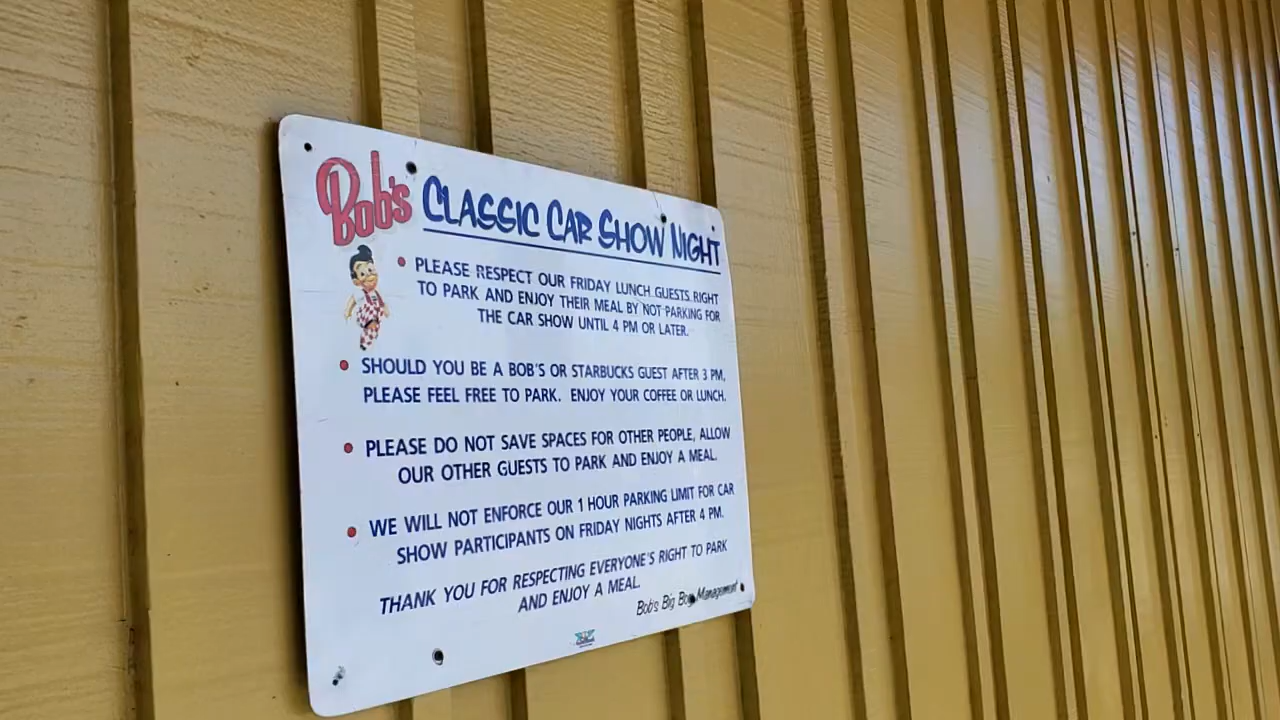 Bob's CLASSIC CAR SHOW NIGHT
• PLEASE RESPECT OUR FRIDAY LUNCH GUESTS RIGHT
TO PARK AND ENJOY THEIR MEAL BY NOT PARKING FOR
THE CAR SHOW UNTIL 4 PM OR LATER.
• SHOULD YOU BE A BOB'S OR STARBUCKS GUEST AFTER 3 PM,
PLEASE FEEL FREE TO PARK. ENJOY YOUR COFFEE OR LUNCH.
• PLEASE DO NOT SAVE SPACES FOR OTHER PEOPLE, ALLOW
OUR OTHER GUESTS TO PARK AND ENJOY A MEAL.
• WE WILL NOT ENFORCE OUR 1 HOUR PARKING LIMIT FOR CAR
SHOW PARTICIPANTS ON FRIDAY NIGHTS AFTER 4 PM.
THANK YOU FOR RESPECTING EVERYONE'S RIGHT TO PARK
AND ENJOY A MEAL.
Bob's Big Boy Management